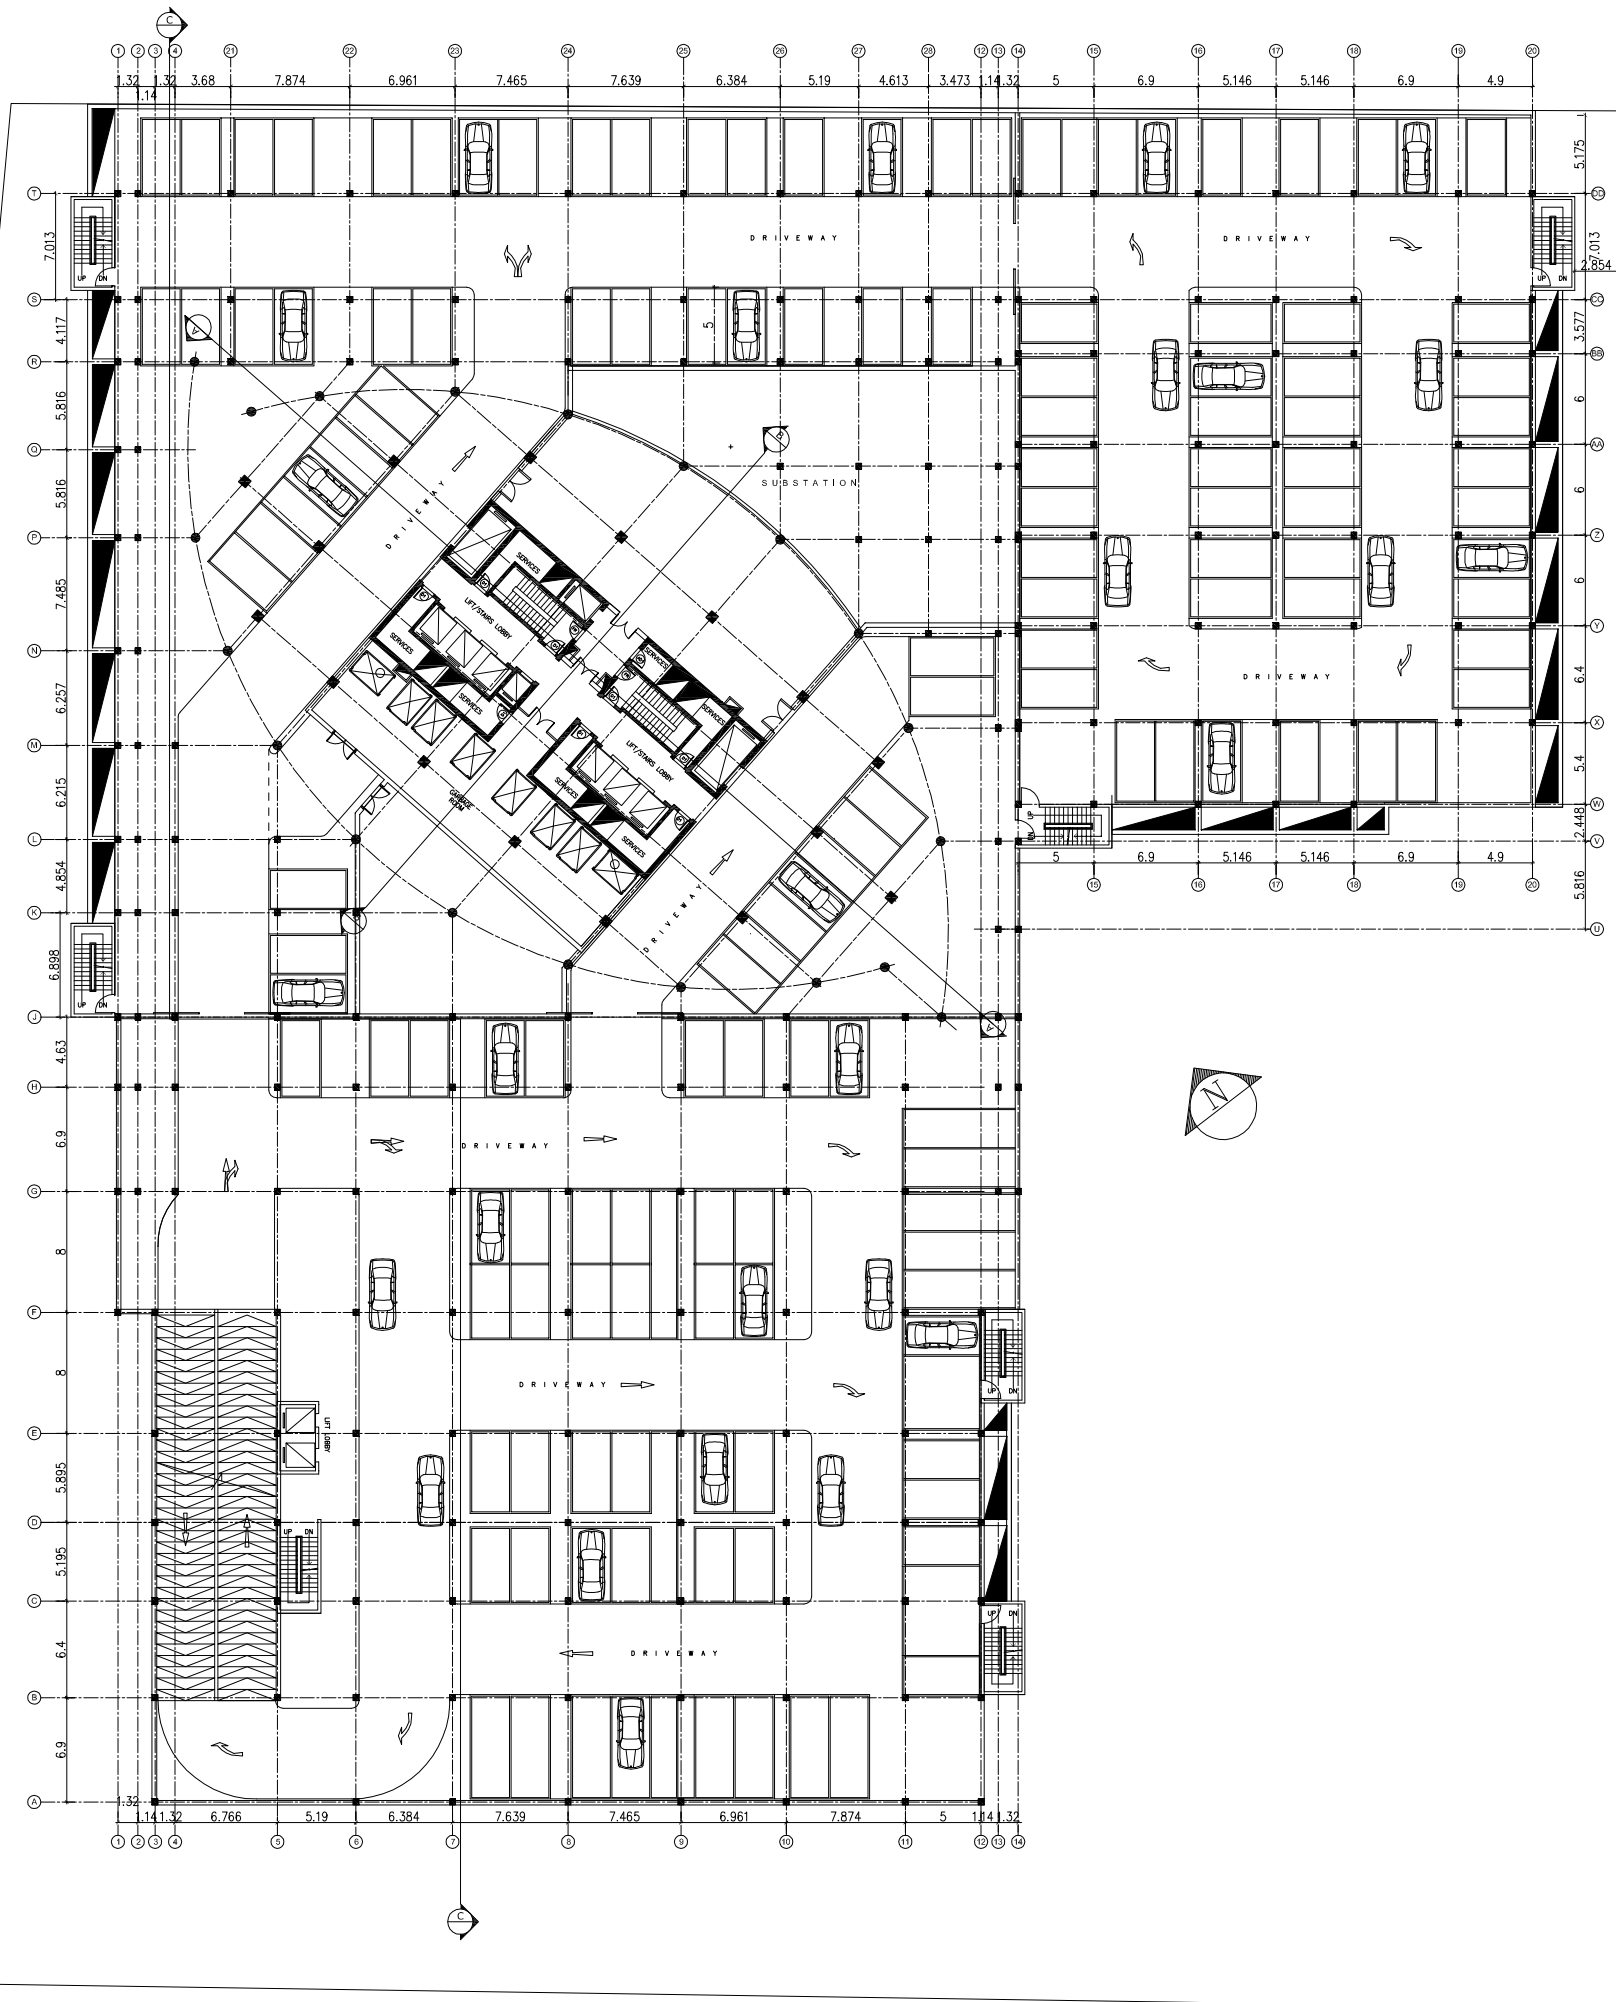 C
1 2 3 4 21 22 23 24 25 26 27 28 12 13 14 15 16 17 18 19 20
1.32 1.32 3.68 7.874 6.961 7.465 7.639 6.384 5.19 4.613 3.473 1.14 1.32 5 6.9 5.146 5.146 6.9 4.9
1.14
5.175
T
DD
7.013
DRIVEWAY
DRIVEWAY
7.013
2.854
UP DN
UP DN
S
CC
4.117
A
5
3.577
R
BB
5.816
6
Q
B
AA
5.816
DRIVEWAY
SUBSTATION
6
P
Z
7.485
SERVICES
6
LIFT/STAIRS LOBBY
SERVICES
SERVICES
N
Y
6.257
DRIVEWAY
6.4
SERVICES
SERVICES
X
M
LIFT/STAIRS LOBBY
5.4
6.215
GARBAGE
ROOM
SERVICES
W
UP
DN
2.448
L
SERVICES
V
4.854
5 6.9 5.146 5.146 6.9 4.9
15 16 17 18 19 20
5.816
K
B
DRIVEWAY
U
6.898
UP DN
J
A
4.63
N
H
6.9
DRIVEWAY
G
8
F
8
DRIVEWAY
UP DN
E
LIFT LOBBY
5.895
D
UP DN
5.195
C
UP DN
6.4
DRIVEWAY
B
6.9
A
1.32
1.14 1.32 6.766 5.19 6.384 7.639 7.465 6.961 7.874 5 1.14 1.32
1 2 3 4 5 6 7 8 9 10 11 12 13 14
C